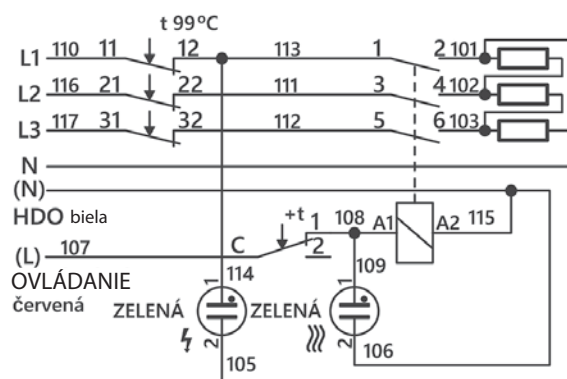 t 99°C
L1 110 11 12 113 1 2 101
L2 116 21 22 111 3 4 102
L3 117 31 32 112 5 6 103
N
(N)
HDO biela
+t 1 108 A1 A2 115
(L) 107 C 2
OVLÁDANIE 114 109
červená 1 1
ZELENÁ ZELENÁ
2 2
105 106